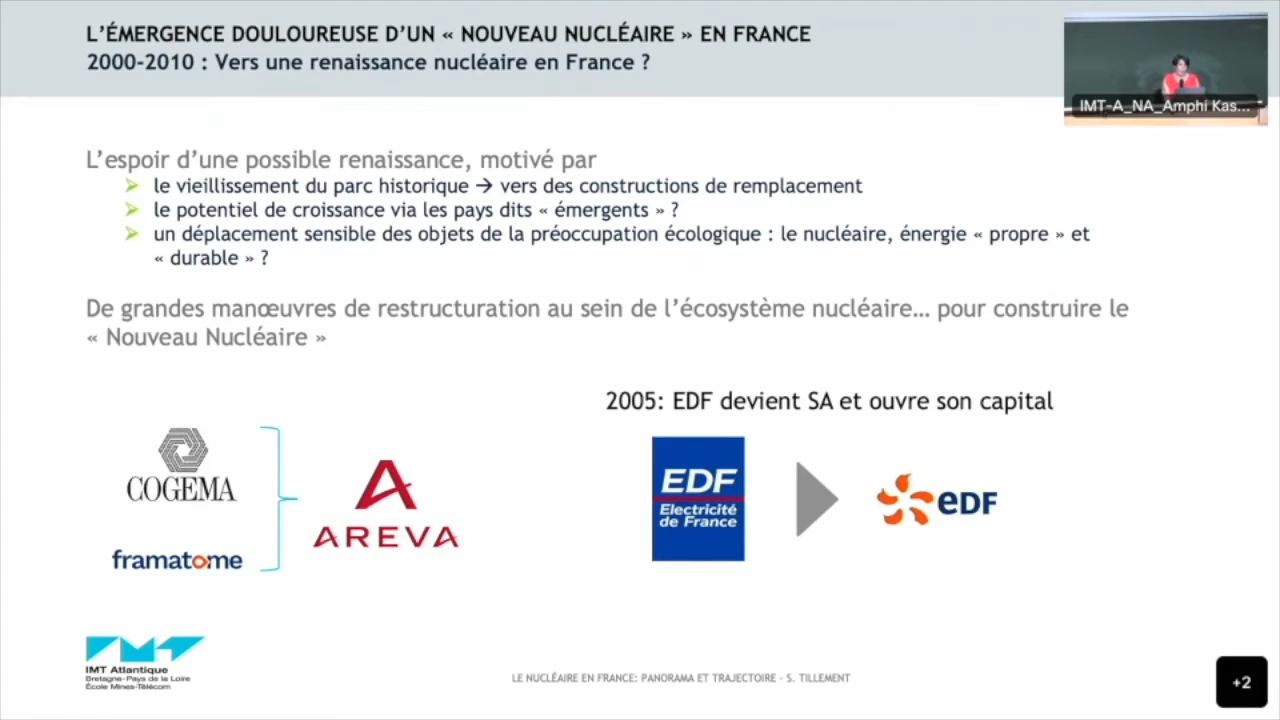 L’ÉMERGENCE DOULOUREUSE D’UN « NOUVEAU NUCLÉAIRE » EN FRANCE
2000-2010 : Vers une renaissance nucléaire en France ?
IMT-A_NA_Amphi Kas...
L’espoir d’une possible renaissance, motivé par
le vieillissement du parc historique → vers des constructions de remplacement
le potentiel de croissance via les pays dits « émergents » ?
un déplacement sensible des objets de la préoccupation écologique : le nucléaire, énergie « propre » et
« durable » ?
De grandes manœuvres de restructuration au sein de l’écosystème nucléaire… pour construire le
« Nouveau Nucléaire »
2005: EDF devient SA et ouvre son capital
COGEMA
framatome
AREVA
EDF
Electricité
de France
eDF
IMT Atlantique
Bretagne-Pays de la Loire
École Mines-Télécom
LE NUCLÉAIRE EN FRANCE: PANORAMA ET TRAJECTOIRE - S. TILLEMENT
+2